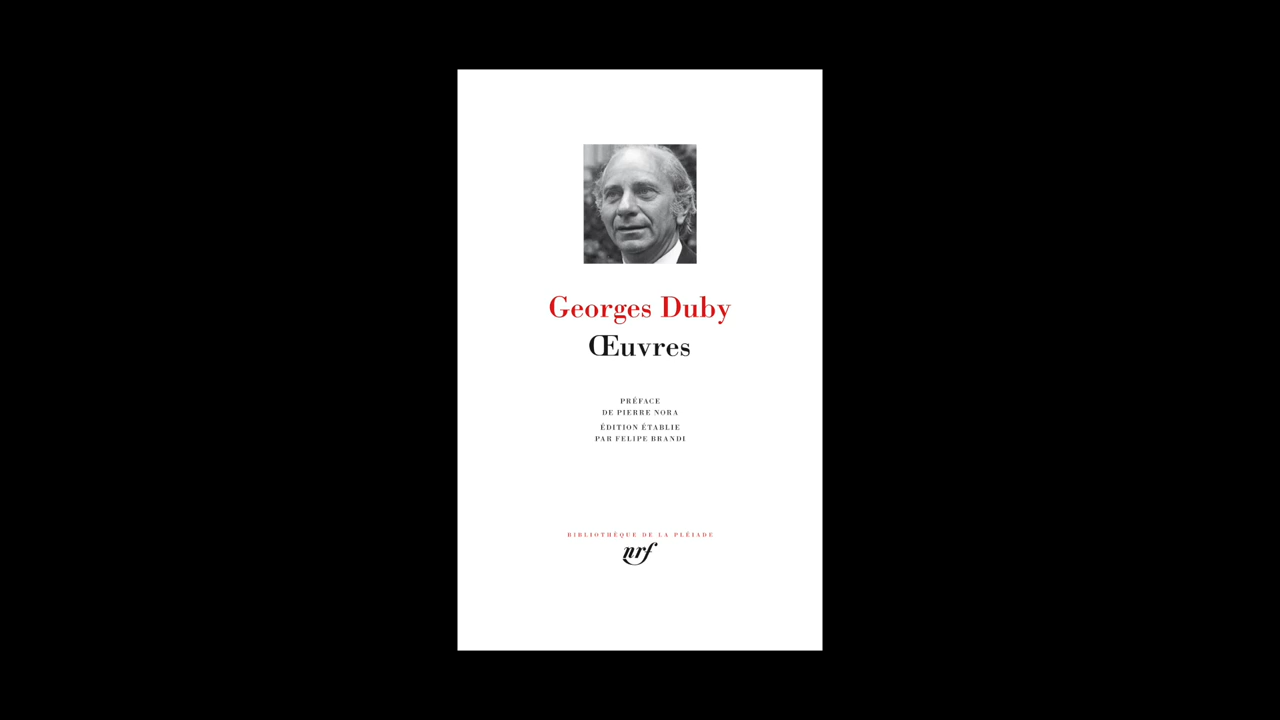 Georges Duby
Œuvres
PRÉFACE
DE PIERRE NORA
ÉDITION ÉTABLIE
PAR FELIPE BRANDI
BIBLIOTHÈQUE DE LA PLÉIADE
nrf